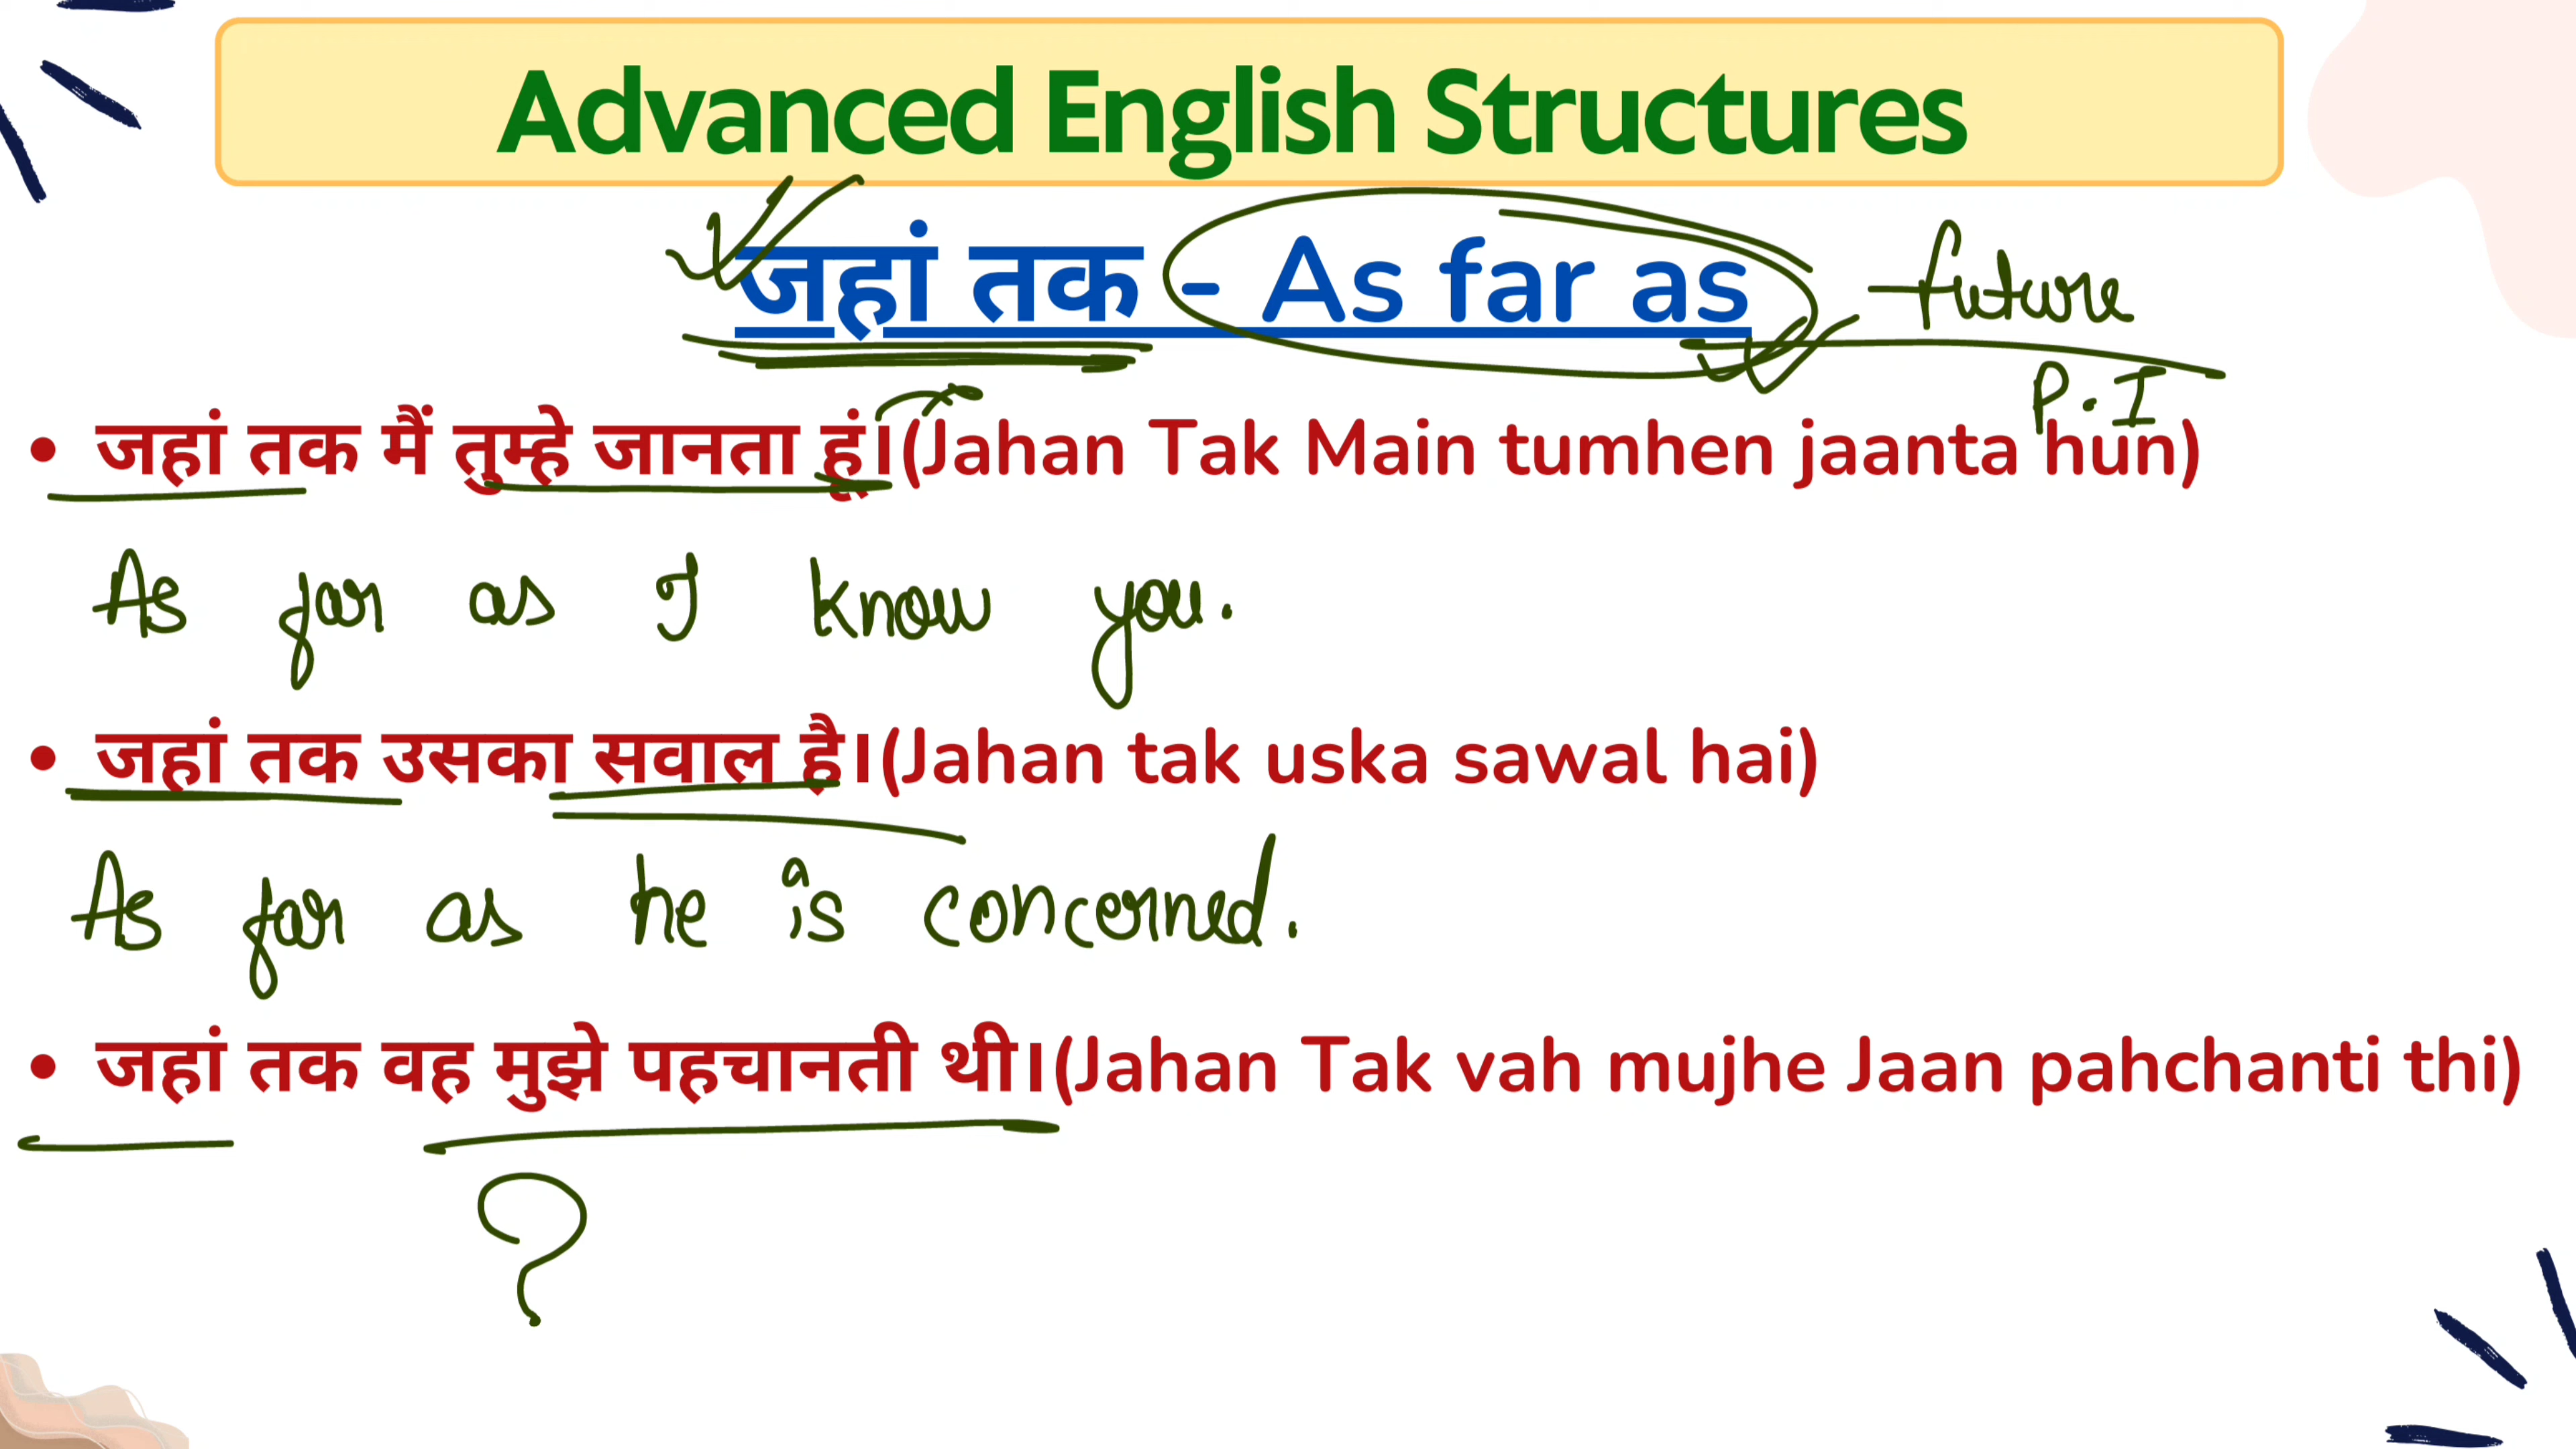 Advanced English Structures
जहां तक - As far as - future
P. I
• जहां तक मैं तुम्हे जानता हूं।(Jahan Tak Main tumhen jaanta hun)
As far as I know you.
• जहां तक उसका सवाल है।(Jahan tak uska sawal hai)
As far as he is concerned.
• जहां तक वह मुझे पहचानती थी।(Jahan Tak vah mujhe Jaan pahchanti thi)
?